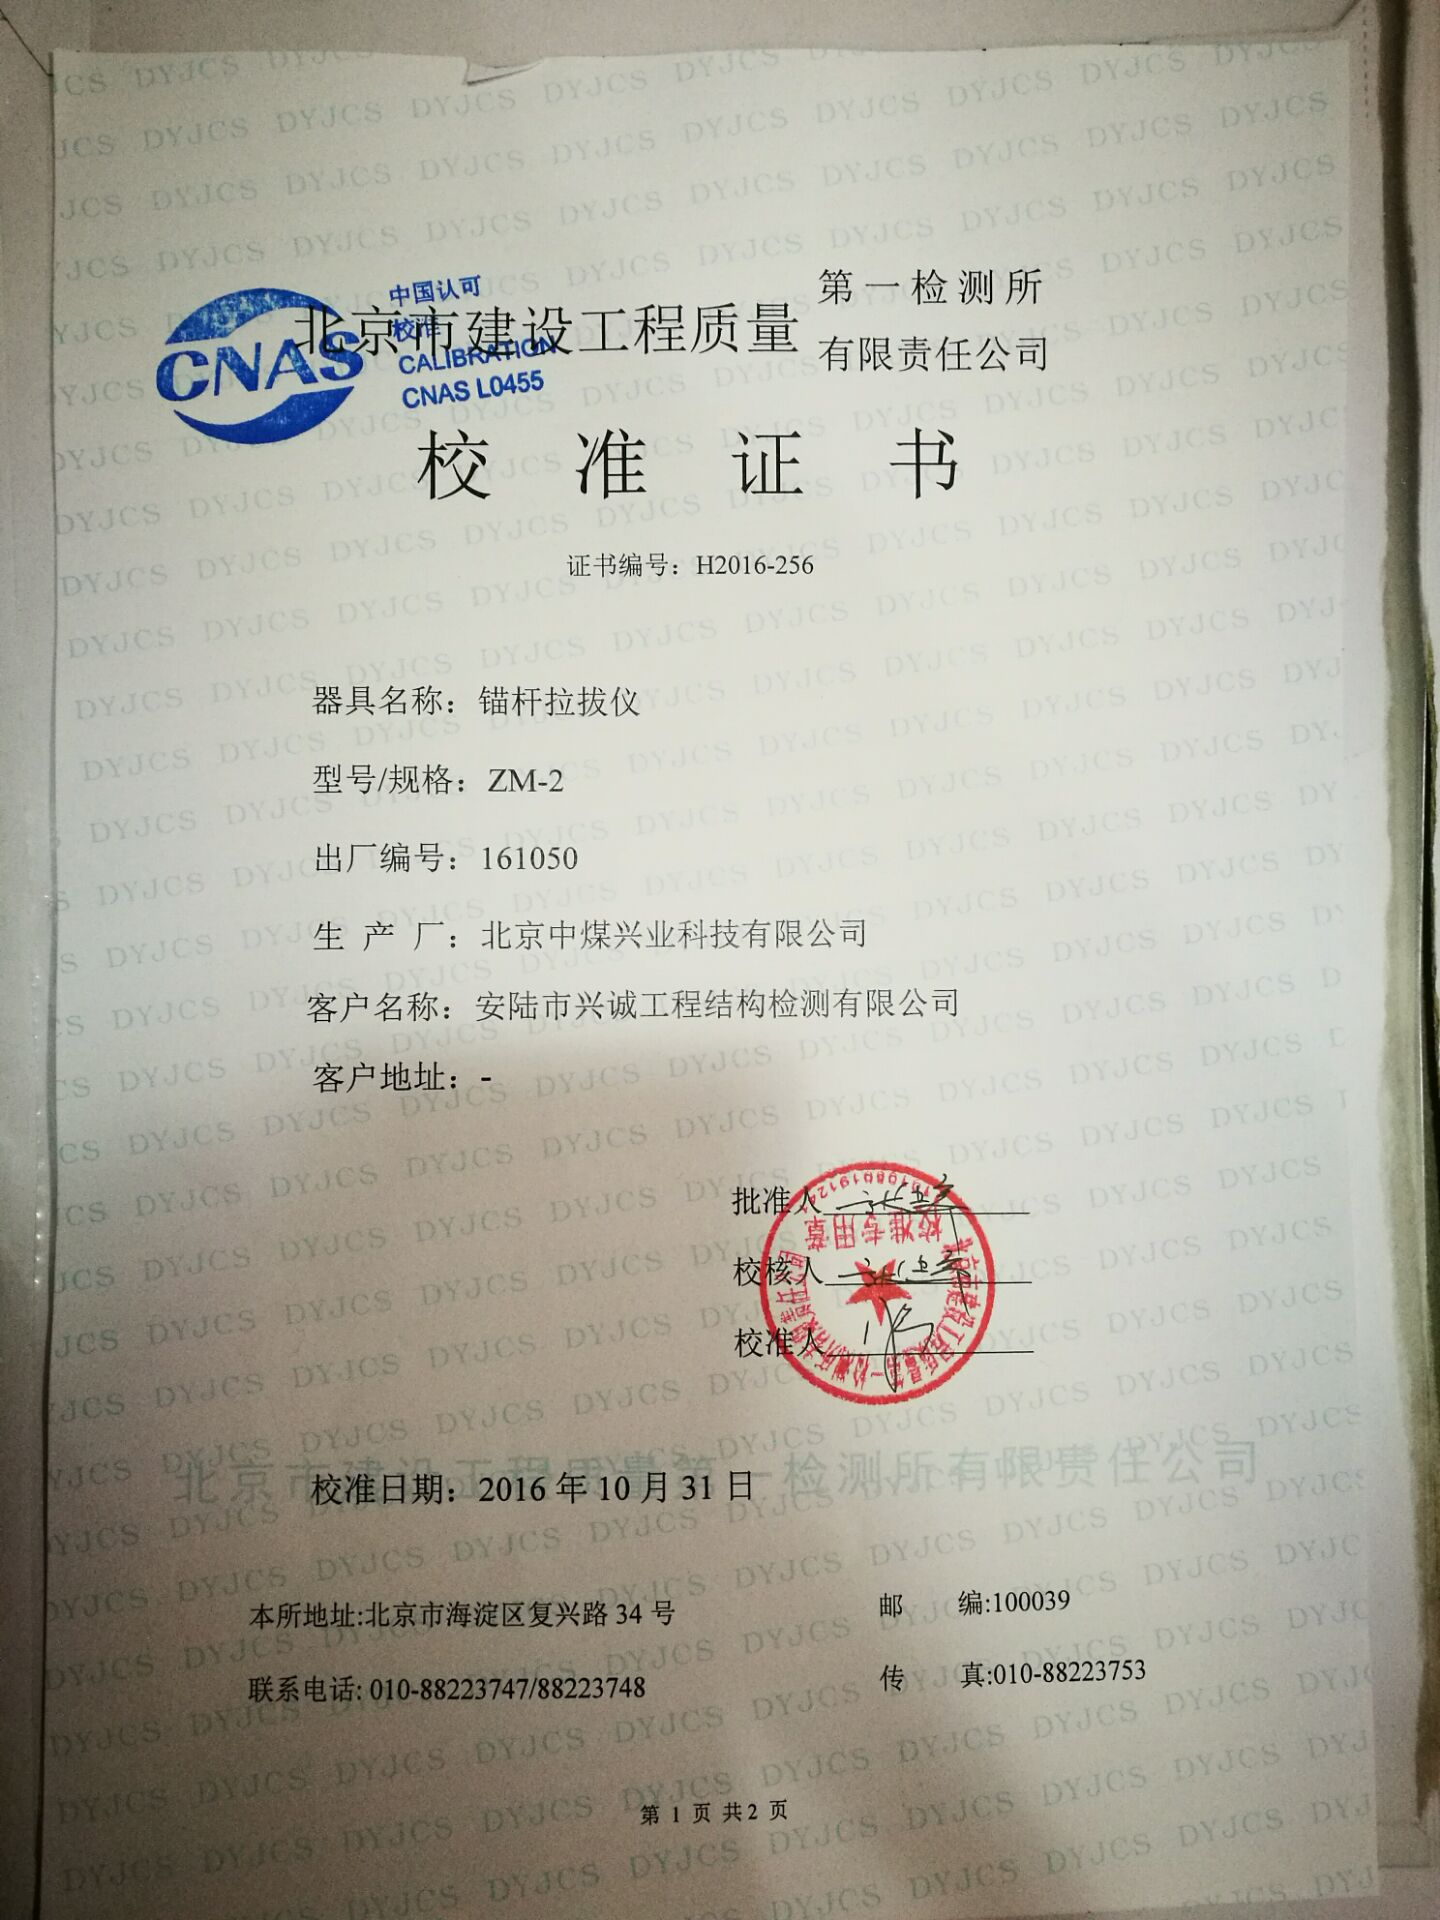 中国认可
校准
CALIBRATION
CNAS L0455
CNAS
北京市建设工程质量
第一检测所
有限责任公司
校准证书
证书编号：H2016-256
器具名称：锚杆拉拔仪
型号/规格：ZM-2
出厂编号：161050
生产厂：北京中煤兴业科技有限公司
客户名称：安陆市兴诚工程结构检测有限公司
客户地址：-
批准人
校核人
校准人
校准专用章
北京市建设工程质量第一检测所有限责任公司
校准日期：2016年10月31日
本所地址:北京市海淀区复兴路34号
邮编:100039
联系电话: 010-88223747/88223748
传真:010-88223753
第 1 页 共2 页
DYJCS